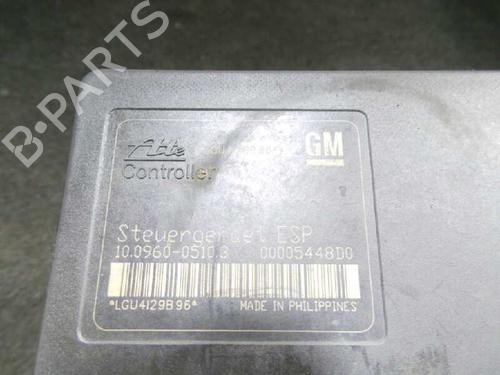 B-PARTS
Ate
GM
Controller
Steuergeraet ESP
10.0960-0510.3 00005448D0
*LGU4129B96*
MADE IN PHILIPPINES